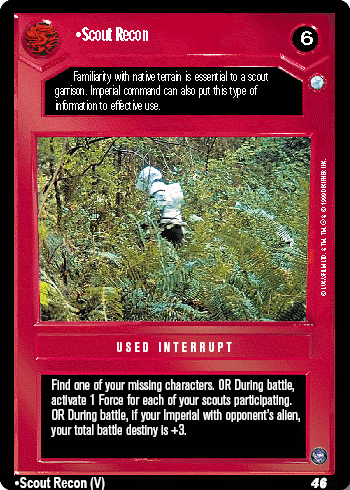 •Scout Recon
6
Familiarity with native terrain is essential to a scout
garrison. Imperial command can also put this type of
information to effective use.
USED INTERRUPT
Find one of your missing characters. OR During battle,
activate 1 Force for each of your scouts participating.
OR During battle, if your Imperial with opponent's alien,
your total battle destiny is +3.
•Scout Recon (V)
46